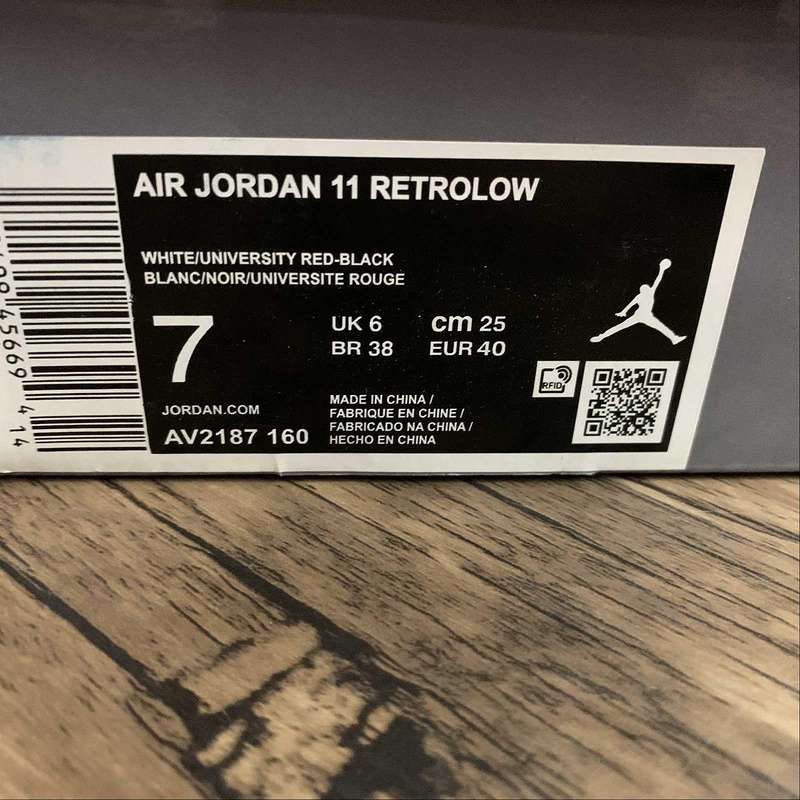 AIR JORDAN 11 RETROLOW
WHITE/UNIVERSITY RED-BLACK
BLANC/NOIR/UNIVERSITE ROUGE
7
UK 6 cm 25
BR 38 EUR 40
JORDAN.COM
AV2187 160
MADE IN CHINA /
FABRIQUE EN CHINE /
FABRICADO NA CHINA /
HECHO EN CHINA
RFID
45669 414